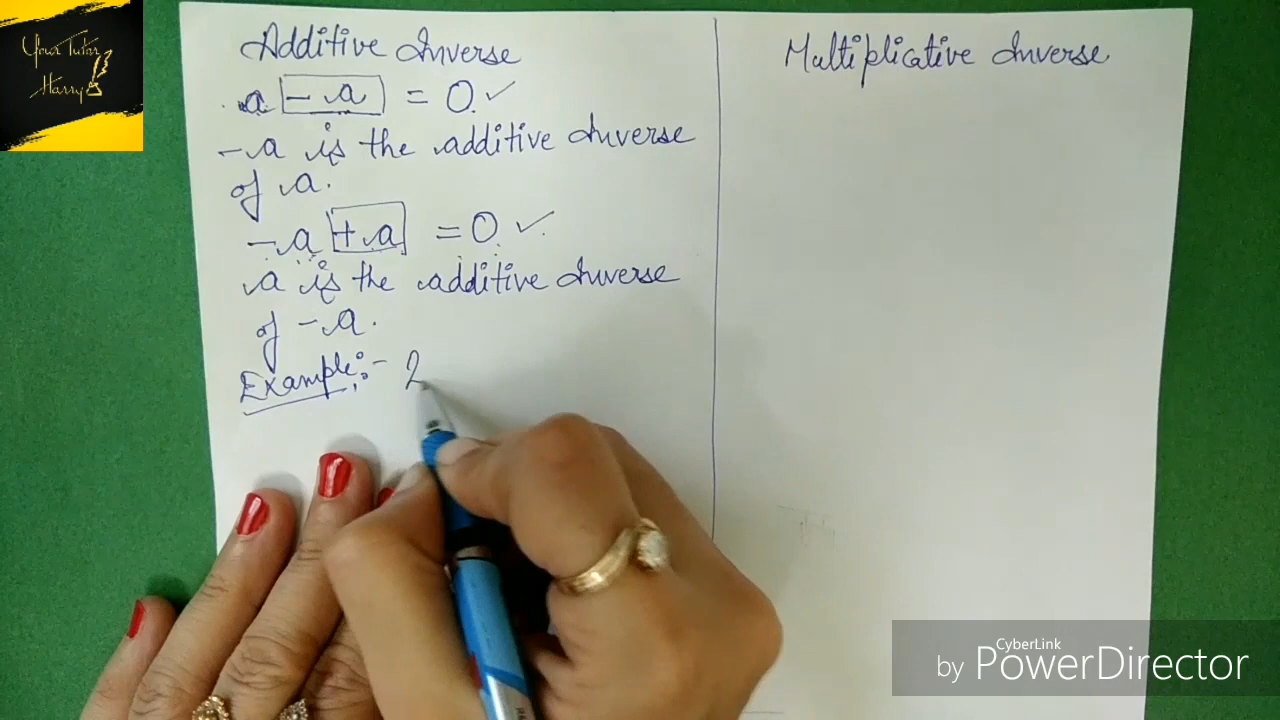 Your Tutor
Harry
Additive Inverse
a - a = 0 ✓
-a is the additive Inverse
of a.
-a + a = 0 ✓
a is the additive Inverse
of -a.
Example:- 2
Multiplicative Inverse
CyberLink
by PowerDirector